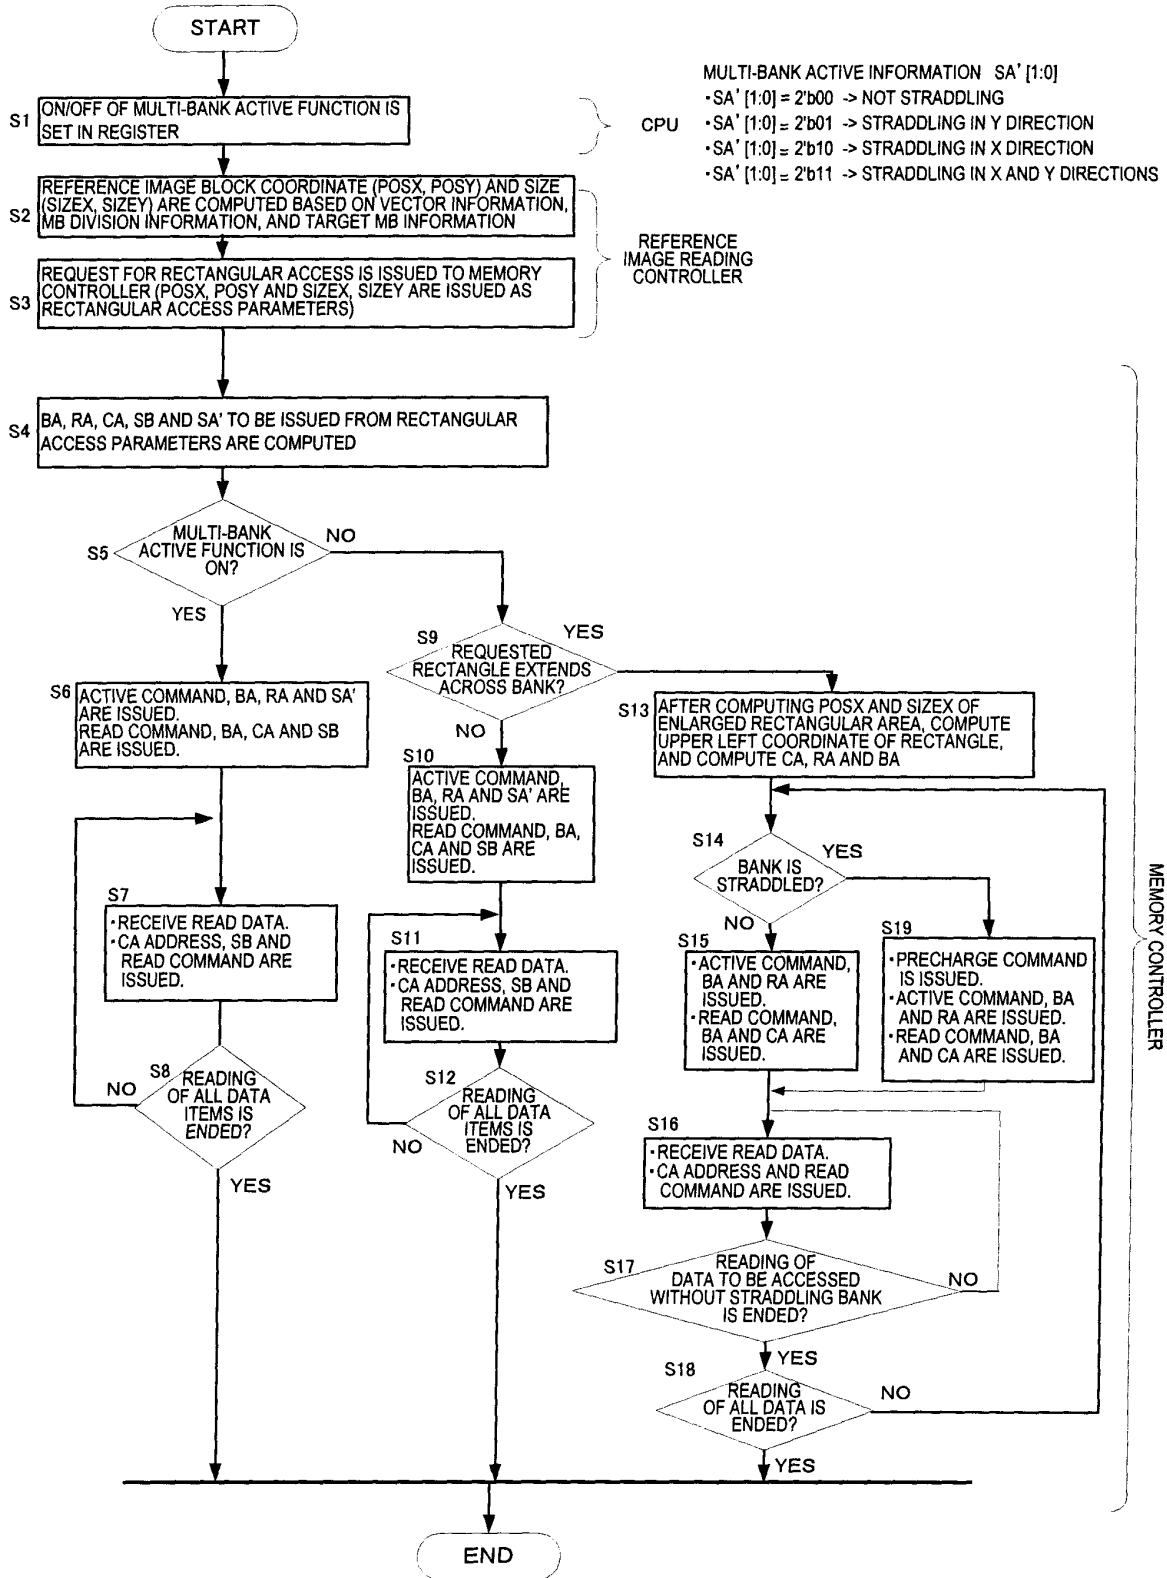 START
MULTI-BANK ACTIVE INFORMATION SA' [1:0]
・SA' [1:0] = 2'b00 -> NOT STRADDLING
・SA' [1:0] = 2'b01 -> STRADDLING IN Y DIRECTION
・SA' [1:0] = 2'b10 -> STRADDLING IN X DIRECTION
・SA' [1:0] = 2'b11 -> STRADDLING IN X AND Y DIRECTIONS
S1
ON/OFF OF MULTI-BANK ACTIVE FUNCTION IS
SET IN REGISTER
CPU
S2
REFERENCE IMAGE BLOCK COORDINATE (POSX, POSY) AND SIZE
(SIZEX, SIZEY) ARE COMPUTED BASED ON VECTOR INFORMATION,
MB DIVISION INFORMATION, AND TARGET MB INFORMATION
REFERENCE
IMAGE READING
CONTROLLER
S3
REQUEST FOR RECTANGULAR ACCESS IS ISSUED TO MEMORY
CONTROLLER (POSX, POSY AND SIZEX, SIZEY ARE ISSUED AS
RECTANGULAR ACCESS PARAMETERS)
S4
BA, RA, CA, SB AND SA' TO BE ISSUED FROM RECTANGULAR
ACCESS PARAMETERS ARE COMPUTED
S5
MULTI-BANK
ACTIVE FUNCTION IS
ON?
NO
YES
S9
REQUESTED
RECTANGLE EXTENDS
ACROSS BANK?
YES
NO
S6
ACTIVE COMMAND, BA, RA AND SA'
ARE ISSUED.
READ COMMAND, BA, CA AND SB
ARE ISSUED.
S13
AFTER COMPUTING POSX AND SIZEX OF
ENLARGED RECTANGULAR AREA, COMPUTE
UPPER LEFT COORDINATE OF RECTANGLE,
AND COMPUTE CA, RA AND BA
S10
ACTIVE COMMAND,
BA, RA AND SA' ARE
ISSUED.
READ COMMAND, BA,
CA AND SB ARE
ISSUED.
S14
BANK IS
STRADDLED?
YES
NO
S7
・RECEIVE READ DATA.
・CA ADDRESS, SB AND
READ COMMAND ARE
ISSUED.
S11
・RECEIVE READ DATA.
・CA ADDRESS, SB AND
READ COMMAND ARE
ISSUED.
S15
・ACTIVE COMMAND,
BA AND RA ARE
ISSUED.
・READ COMMAND,
BA AND CA ARE
ISSUED.
S19
・PRECHARGE COMMAND
IS ISSUED.
・ACTIVE COMMAND, BA
AND RA ARE ISSUED.
・READ COMMAND, BA
AND CA ARE ISSUED.
MEMORY CONTROLLER
S8
READING
OF ALL DATA
ITEMS IS
ENDED?
NO
YES
S12
READING
OF ALL DATA
ITEMS IS
ENDED?
NO
YES
S16
・RECEIVE READ DATA.
・CA ADDRESS AND READ
COMMAND ARE ISSUED.
S17
READING OF
DATA TO BE ACCESSED
WITHOUT STRADDLING BANK
IS ENDED?
NO
YES
S18
READING
OF ALL DATA IS
ENDED?
NO
YES
END